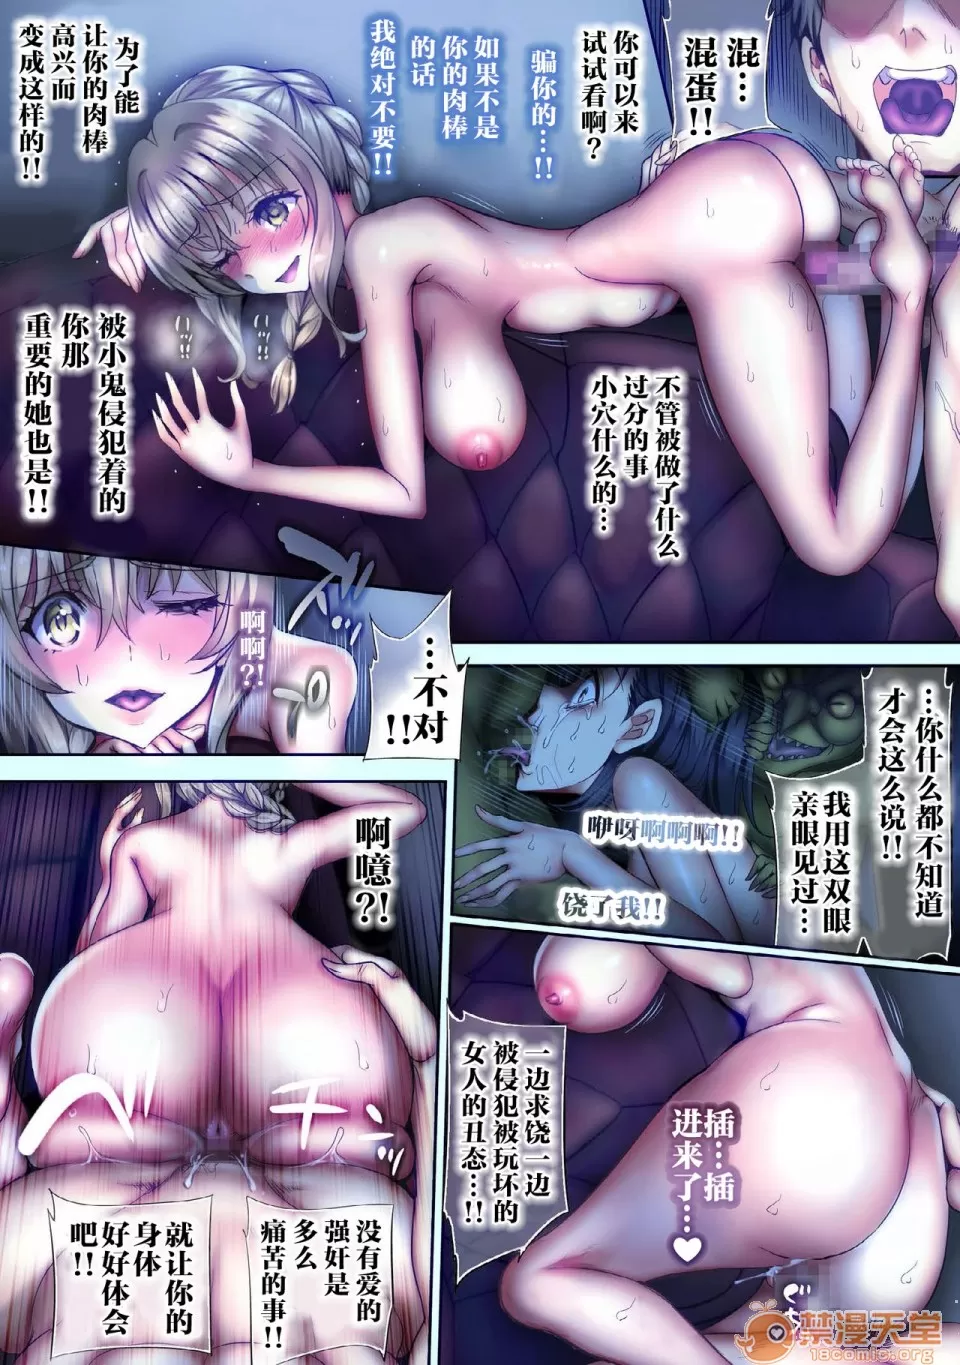 混…
混蛋!!
你可以来
试试看啊?
骗你的…!!
如果不是
你的肉棒
的话
我绝对不要!!
为了能
让你的肉棒
高兴而
变成这样的!!
不管被做了什么
过分的事
小穴什么的…
被小鬼侵犯着的
你那
重要的她也是!!
…不对
!!
啊啊?!
…你什么都不知道
才会这么说!!
我用这双眼
亲眼见过…
咿呀啊啊啊!!
饶了我!!
一边求饶一边
被侵犯被玩坏的
女人的丑态…!!
插…插
进来了…♥
啊噫?!
没有爱的
强奸是
多么
痛苦的事!!
就让你的
身体
好好体会
吧!!
禁漫天堂
18comic.org